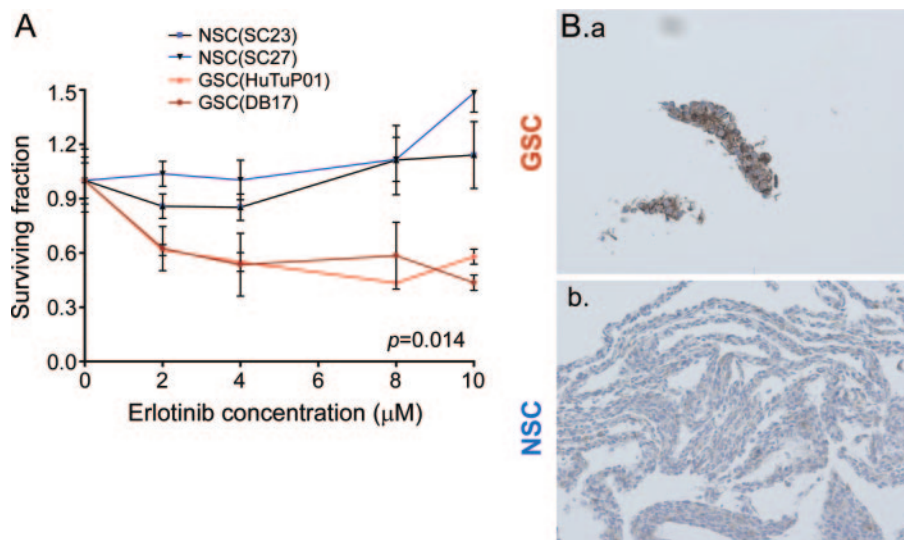 A
NSC(SC23)
NSC(SC27)
GSC(HuTuP01)
GSC(DB17)
Surviving fraction
1.5
1.2
0.9
0.6
0.3
0.0
p=0.014
0 2 4 6 8 10
Erlotinib concentration (μM)
B.a
GSC
b.
NSC